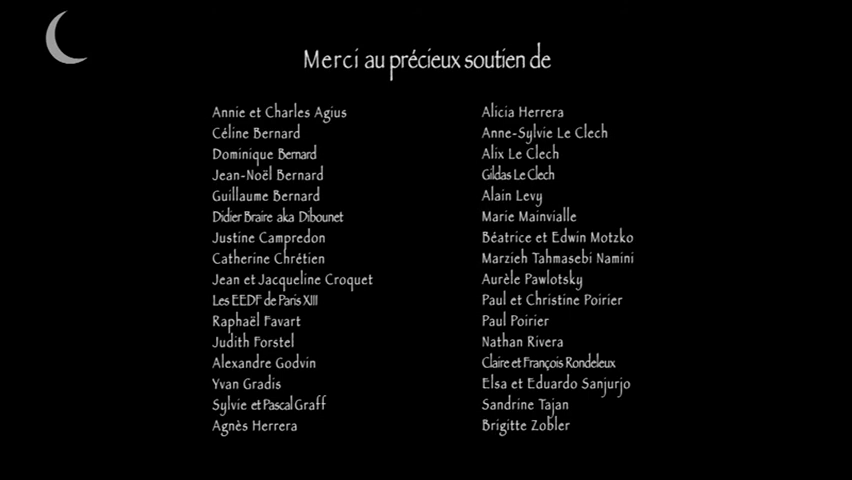 Merci au précieux soutien de
Annie et Charles Agius
Céline Bernard
Dominique Bernard
Jean-Noël Bernard
Guillaume Bernard
Didier Braire aka Dibounet
Justine Campredon
Catherine Chrétien
Jean et Jacqueline Croquet
Les EEDF de Paris XIII
Raphaël Favart
Judith Forstel
Alexandre Godvin
Yvan Gradis
Sylvie et Pascal Graff
Agnès Herrera
Alicia Herrera
Anne-Sylvie Le Clech
Alix Le Clech
Gildas Le Clech
Alain Levy
Marie Mainvialle
Béatrice et Edwin Motzko
Marzieh Tahmasebi Namini
Aurèle Pawlotsky
Paul et Christine Poirier
Paul Poirier
Nathan Rivera
Claire et François Rondeleux
Elsa et Eduardo Sanjurjo
Sandrine Tajan
Brigitte Zobler